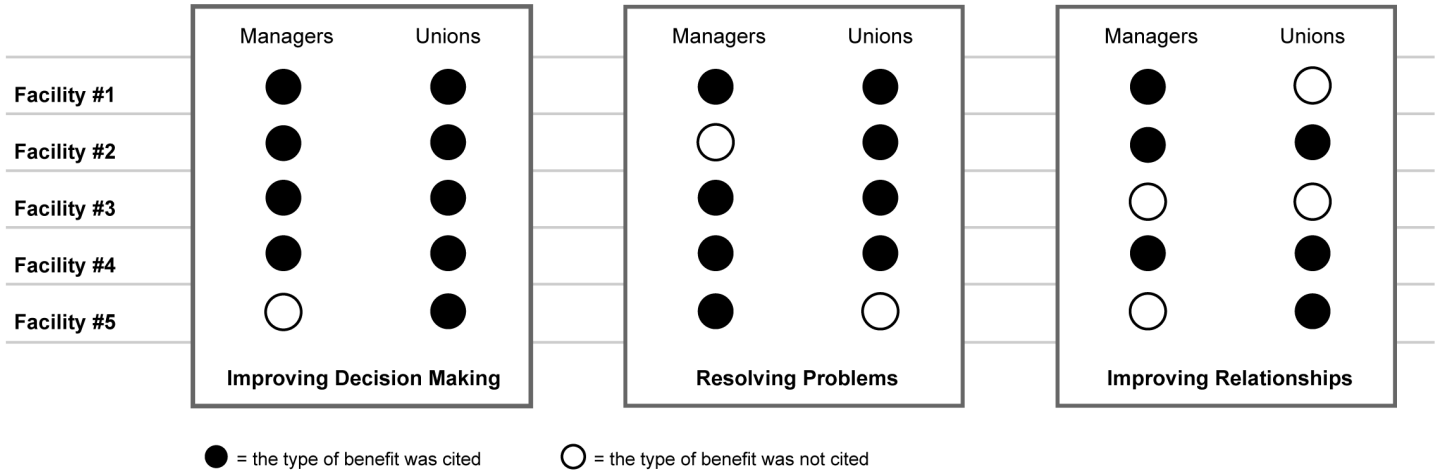 Managers Unions Managers Unions Managers Unions
Facility #1
Facility #2
Facility #3
Facility #4
Facility #5
Improving Decision Making Resolving Problems Improving Relationships
= the type of benefit was cited = the type of benefit was not cited